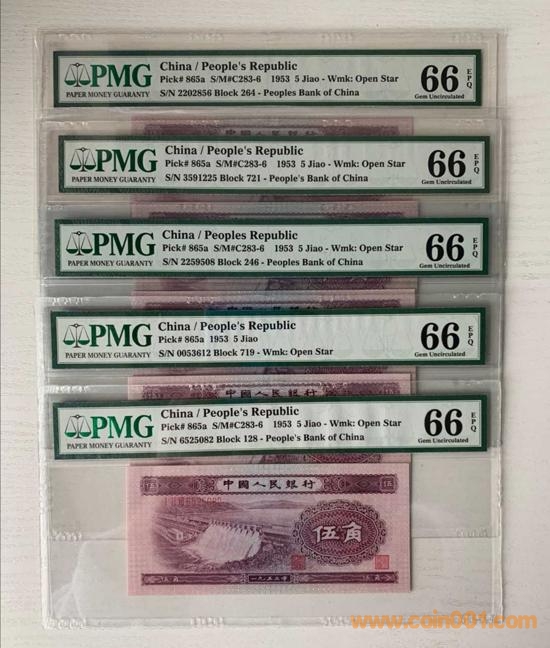 PMG
PAPER MONEY GUARANTY
China / People's Republic
Pick# 865a S/M#C283-6 1953 5 Jiao - Wmk: Open Star
S/N 2202856 Block 264 - Peoples Bank of China
66 EPQ
Gem Uncirculated
PMG
PAPER MONEY GUARANTY
China / People's Republic
Pick# 865a S/M#C283-6 1953 5 Jiao - Wmk: Open Star
S/N 3591225 Block 721 - People's Bank of China
66 EPQ
Gem Uncirculated
PMG
PAPER MONEY GUARANTY
China / Peoples Republic
Pick# 865a S/M#C283-6 1953 5 Jiao - Wmk: Open Star
S/N 2259508 Block 246 - Peoples Bank of China
66 EPQ
Gem Uncirculated
PMG
PAPER MONEY GUARANTY
China / People's Republic
Pick# 865a 1953 5 Jiao
S/N 0053612 Block 719 - Wmk: Open Star
66 EPQ
Gem Uncirculated
PMG
PAPER MONEY GUARANTY
China / People's Republic
Pick# 865a S/M#C283-6 1953 5 Jiao - Wmk: Open Star
S/N 6525082 Block 128 - People's Bank of China
66 EPQ
Gem Uncirculated
中國人民銀行
伍 伍
伍角
伍角 一九五三年 伍角
www.coin001.com